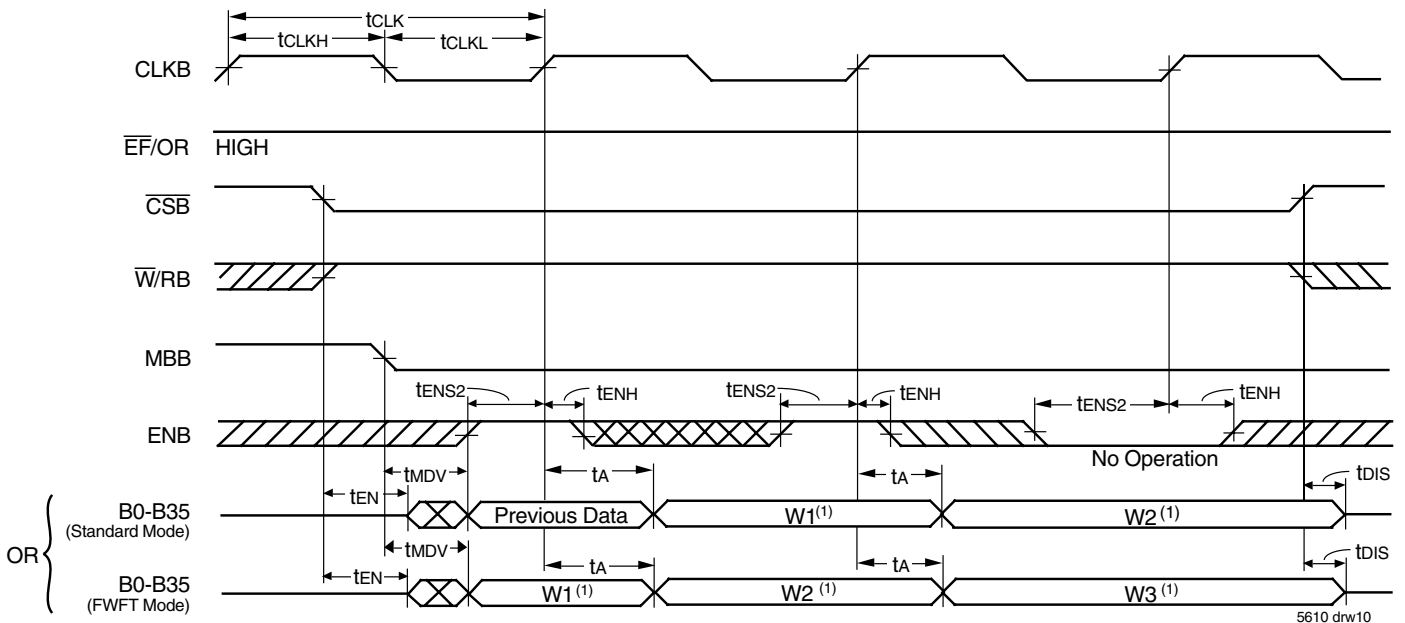 tCLK
tCLKH tCLKL
CLKB
EF/OR HIGH
CSB
W/RB
MBB
tENS2 tENH tENS2 tENH tENS2 tENH
ENB
No Operation
tMDV tA tA tDIS
tEN
B0-B35 Previous Data W1(1) W2(1)
(Standard Mode)
OR
tMDV tDIS
tEN tA tA
B0-B35 W1(1) W2(1) W3(1)
(FWFT Mode)
5610 drw10